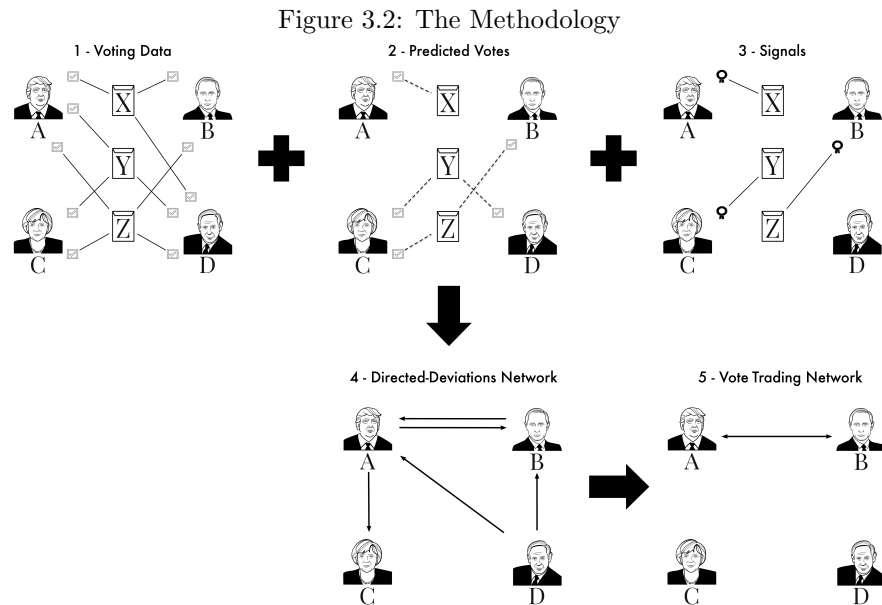 Figure 3.2: The Methodology
1 - Voting Data
2 - Predicted Votes
3 - Signals
X
X
X
A
B
A
B
A
B
Y
Y
Y
Z
Z
Z
C
D
C
D
C
D
4 - Directed-Deviations Network
5 - Vote Trading Network
A
B
A
B
C
D
C
D